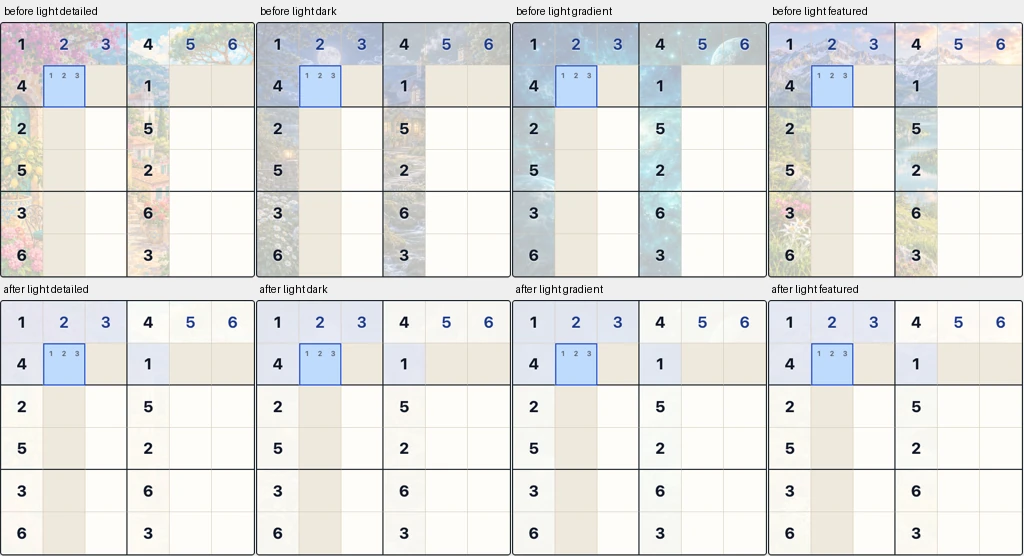 before light detailed before light dark before light gradient before light featured
1 2 3 4 5 6 1 2 3 4 5 6 1 2 3 4 5 6 1 2 3 4 5 6
4 1 2 3 1 4 1 2 3 1 4 1 2 3 1 4 1 2 3 1
2 5 2 5 2 5 2 5
5 2 5 2 5 2 5 2
3 6 3 6 3 6 3 6
6 3 6 3 6 3 6 3
after light detailed after light dark after light gradient after light featured
1 2 3 4 5 6 1 2 3 4 5 6 1 2 3 4 5 6 1 2 3 4 5 6
4 1 2 3 1 4 1 2 3 1 4 1 2 3 1 4 1 2 3 1
2 5 2 5 2 5 2 5
5 2 5 2 5 2 5 2
3 6 3 6 3 6 3 6
6 3 6 3 6 3 6 3